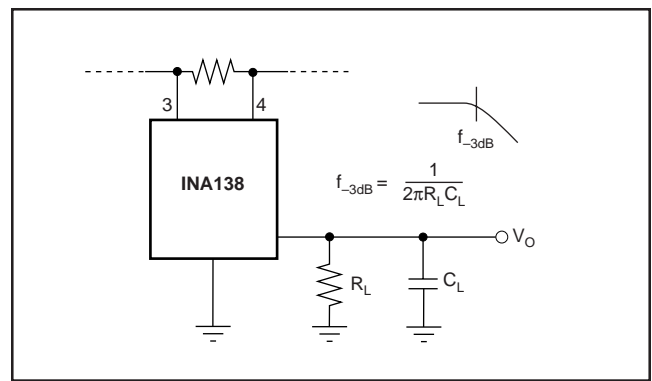 3 4
f–3dB
INA138
f–3dB = 1
2πRLCL
VO
RL
CL